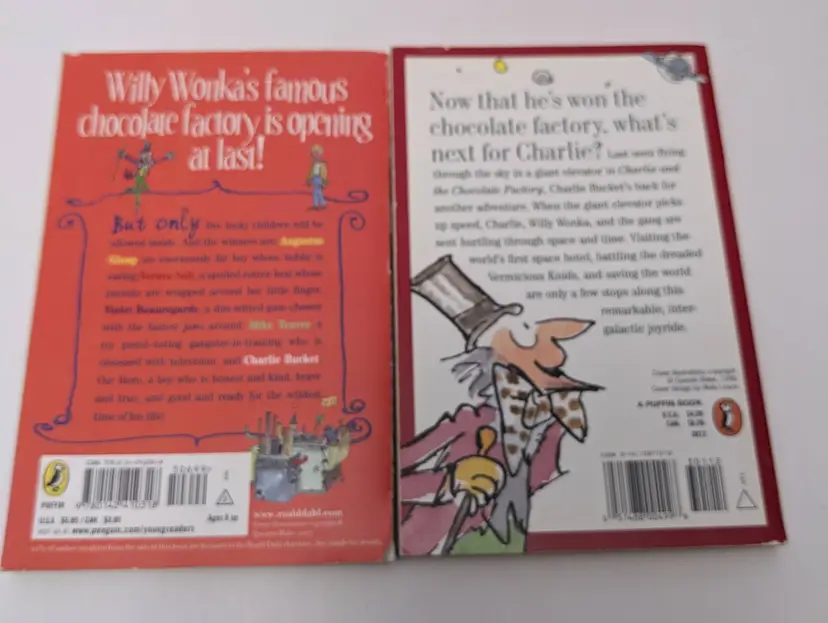 Willy Wonka's famous
chocolate factory is opening
at last!
But only five lucky children will be
allowed inside. And the winners are: Augustus
Gloop, an enormously fat boy whose hobby is
eating; Veruca Salt, a spoiled-rotten brat whose
parents are wrapped around her little finger;
Violet Beauregarde, a dim-witted gum-chewer
with the fastest jaws around; Mike Teavee, a
toy pistol-toting gangster-in-training who is
obsessed with television; and Charlie Bucket,
Our Hero, a boy who is honest and kind, brave
and true, and good and ready for the wildest
time of his life!
PUFFIN
Ages 8 up
www.penguin.com/youngreaders
www.roalddahl.com
Now that he's won the
chocolate factory, what's
next for Charlie? Last seen flying
through the sky in a giant elevator in Charlie and
the Chocolate Factory, Charlie Bucket's back for
another adventure. When the giant elevator picks
up speed, Charlie, Willy Wonka, and the gang are
sent hurtling through space and time. Visiting the
world's first space hotel, battling the dreaded
Vermicious Knids, and saving the world
are only a few stops along this
remarkable, inter-
galactic joyride.
A PUFFIN BOOK